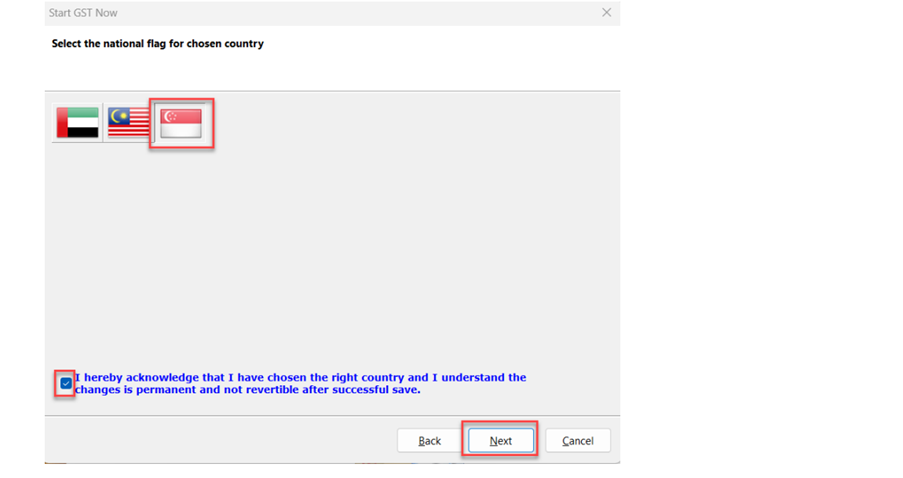 Start GST Now
Select the national flag for chosen country
I hereby acknowledge that I have chosen the right country and I understand the
changes is permanent and not revertible after successful save.
Back
Next
Cancel